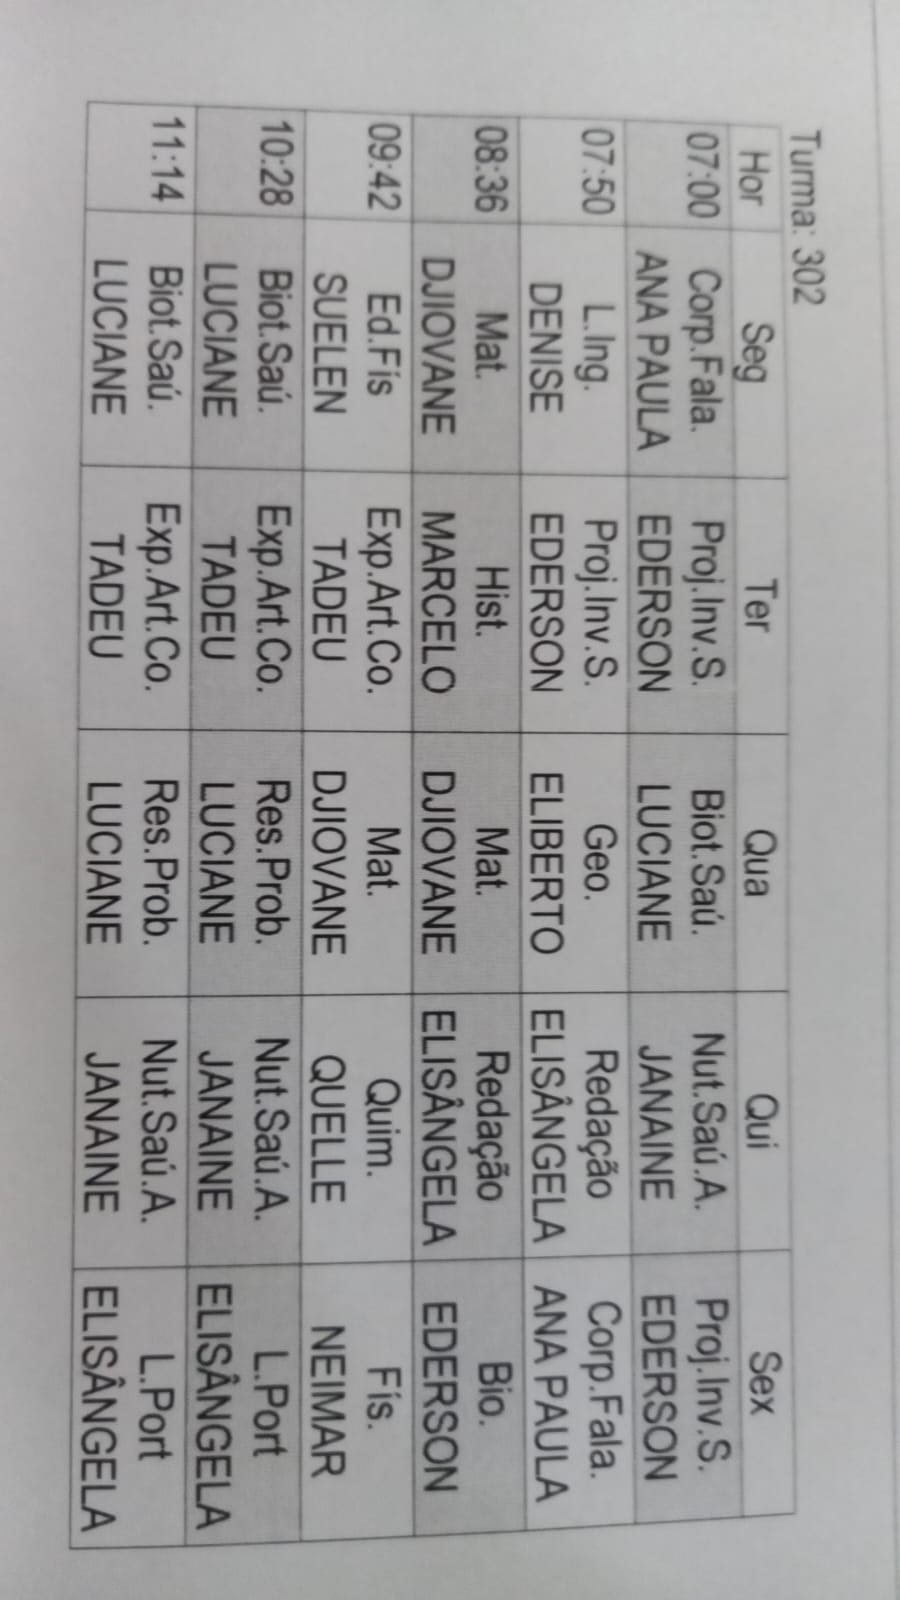 Turma: 302
Hor Seg Ter Qua Qui Sex
07:00 Corp.Fala. Proj.Inv.S. Biot.Saú. Nut.Saú.A. Proj.Inv.S.
ANA PAULA EDERSON LUCIANE JANAINE EDERSON
07:50 L.Ing. Proj.Inv.S. Geo. Redação Corp.Fala.
DENISE EDERSON ELIBERTO ELISÂNGELA ANA PAULA
08:36 Mat. Hist. Mat. Redação Bio.
DJIOVANE MARCELO DJIOVANE ELISÂNGELA EDERSON
09:42 Ed.Fís Exp.Art.Co. Mat. Quim. Fís.
SUELEN TADEU DJIOVANE QUELLE NEIMAR
10:28 Biot.Saú. Exp.Art.Co. Res.Prob. Nut.Saú.A. L.Port
LUCIANE TADEU LUCIANE JANAINE ELISÂNGELA
11:14 Biot.Saú. Exp.Art.Co. Res.Prob. Nut.Saú.A. L.Port
LUCIANE TADEU LUCIANE JANAINE ELISÂNGELA